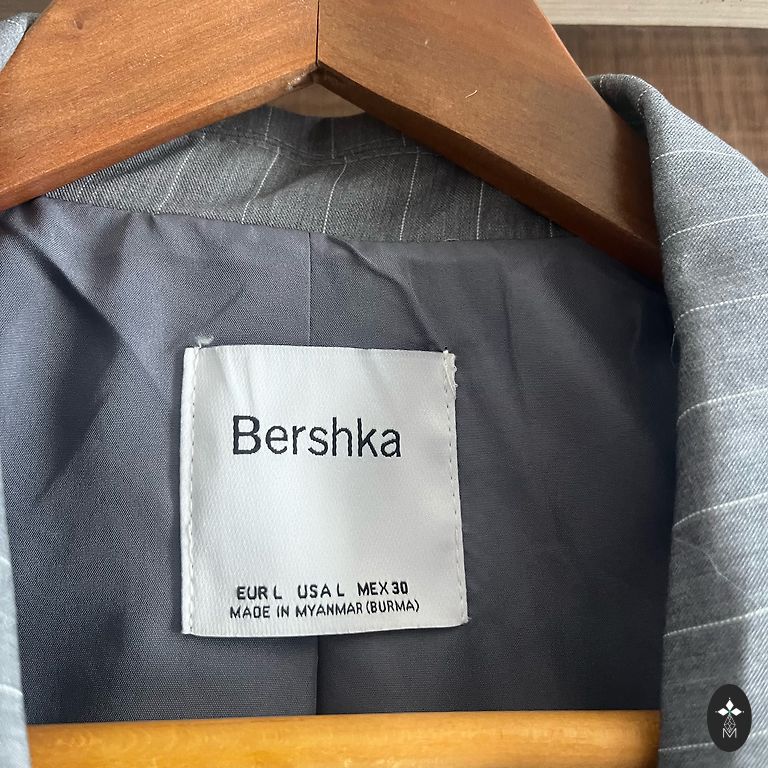 Bershka
EUR L USA L MEX 30
MADE IN MYANMAR (BURMA)
M